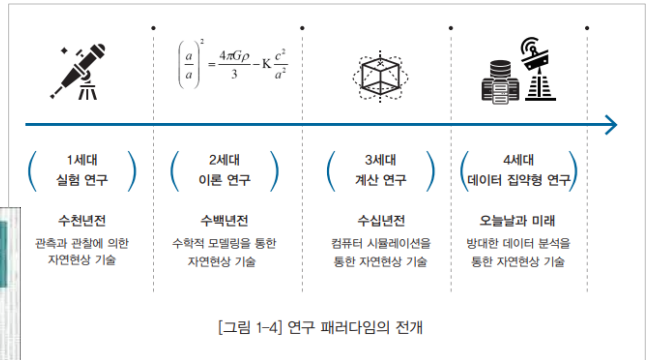 (a/a)² = 4πGρ/3 − K c²/a²
1세대
실험 연구
2세대
이론 연구
3세대
계산 연구
4세대
데이터 집약형 연구
수천년전
관측과 관찰에 의한
자연현상 기술
수백년전
수학적 모델링을 통한
자연현상 기술
수십년전
컴퓨터 시뮬레이션을
통한 자연현상 기술
오늘날과 미래
방대한 데이터 분석을
통한 자연현상 기술
[그림 1-4] 연구 패러다임의 전개